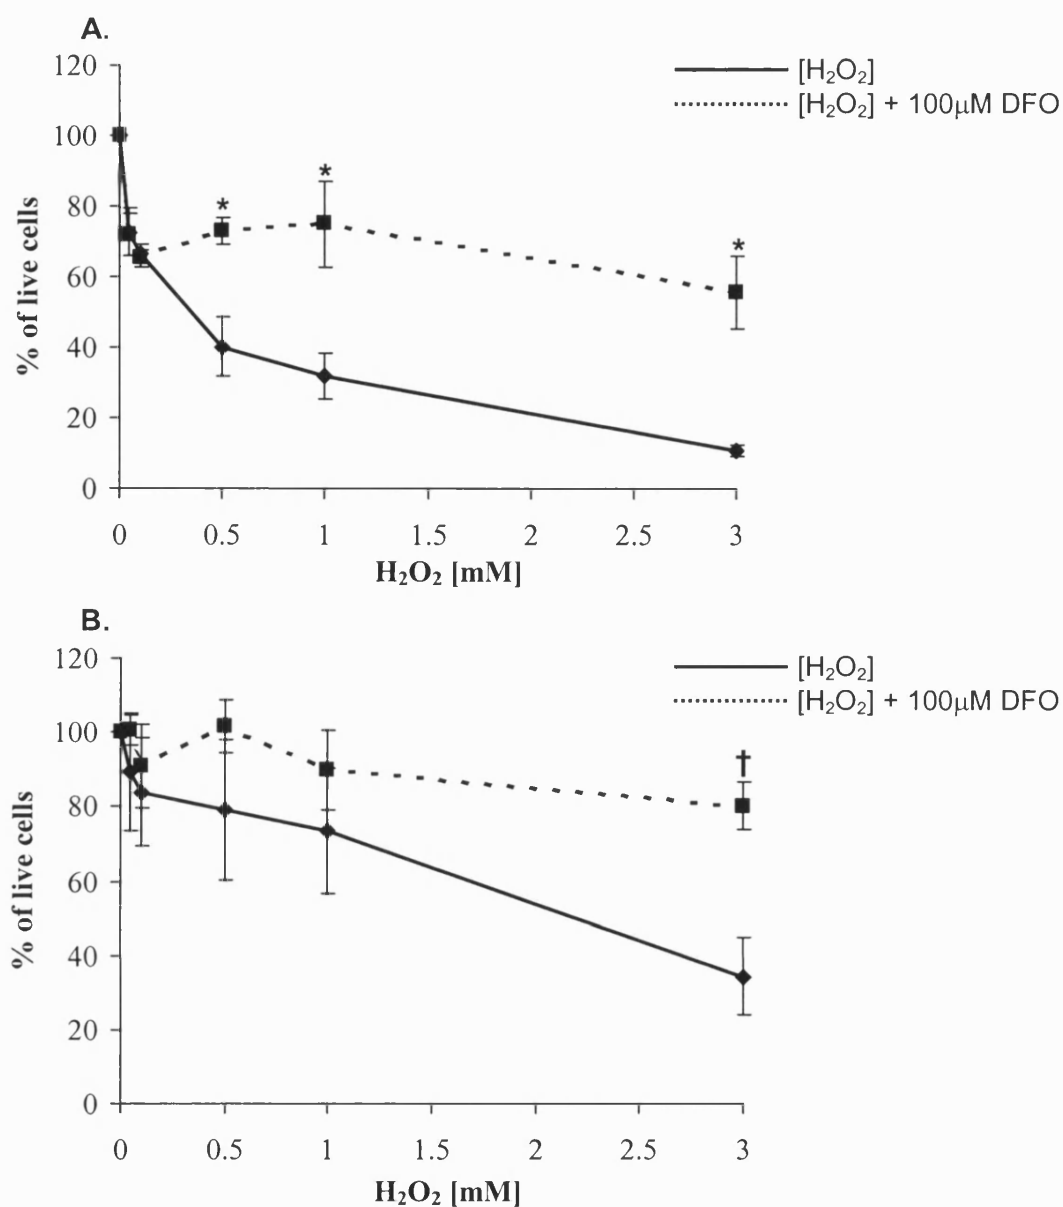 A.
120
100
80
60
40
20
0
% of live cells
[H₂O₂]
[H₂O₂] + 100μM DFO
*
*
*
0 0.5 1 1.5 2 2.5 3
H₂O₂ [mM]
B.
120
100
80
60
40
20
0
% of live cells
[H₂O₂]
[H₂O₂] + 100μM DFO
†
0 0.5 1 1.5 2 2.5 3
H₂O₂ [mM]